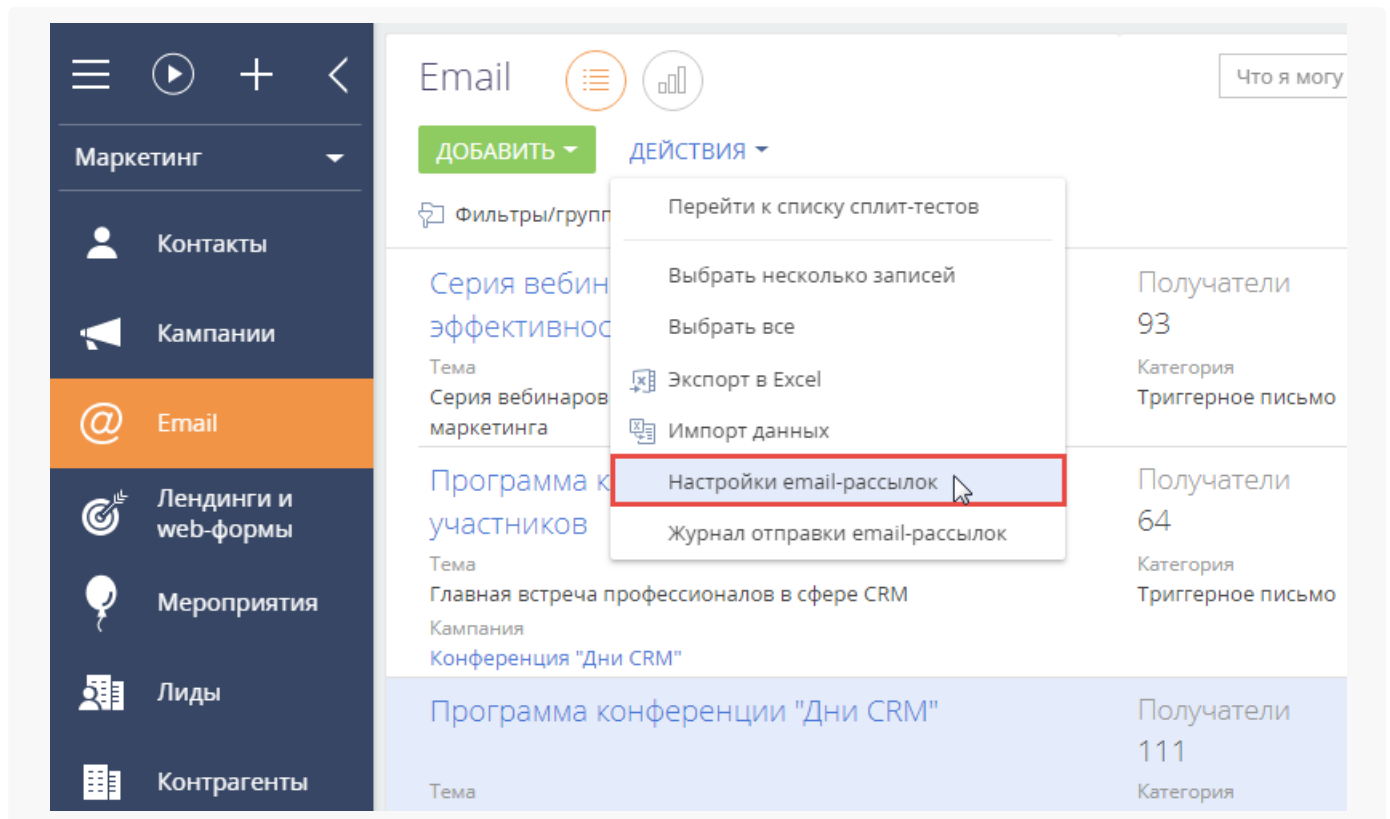 Email
Что я могу
Маркетинг
ДОБАВИТЬ
ДЕЙСТВИЯ
Контакты
Кампании
Email
Лендинги и
web-формы
Мероприятия
Лиды
Контрагенты
Фильтры/групп
Перейти к списку сплит-тестов
Выбрать несколько записей
Выбрать все
Экспорт в Excel
Импорт данных
Настройки email-рассылок
Журнал отправки email-рассылок
Серия вебин
эффективнос
Тема
Серия вебинаров
маркетинга
Получатели
93
Категория
Триггерное письмо
Программа к
участников
Тема
Главная встреча профессионалов в сфере CRM
Кампания
Конференция "Дни CRM"
Получатели
64
Категория
Триггерное письмо
Программа конференции "Дни CRM"
Тема
Получатели
111
Категория